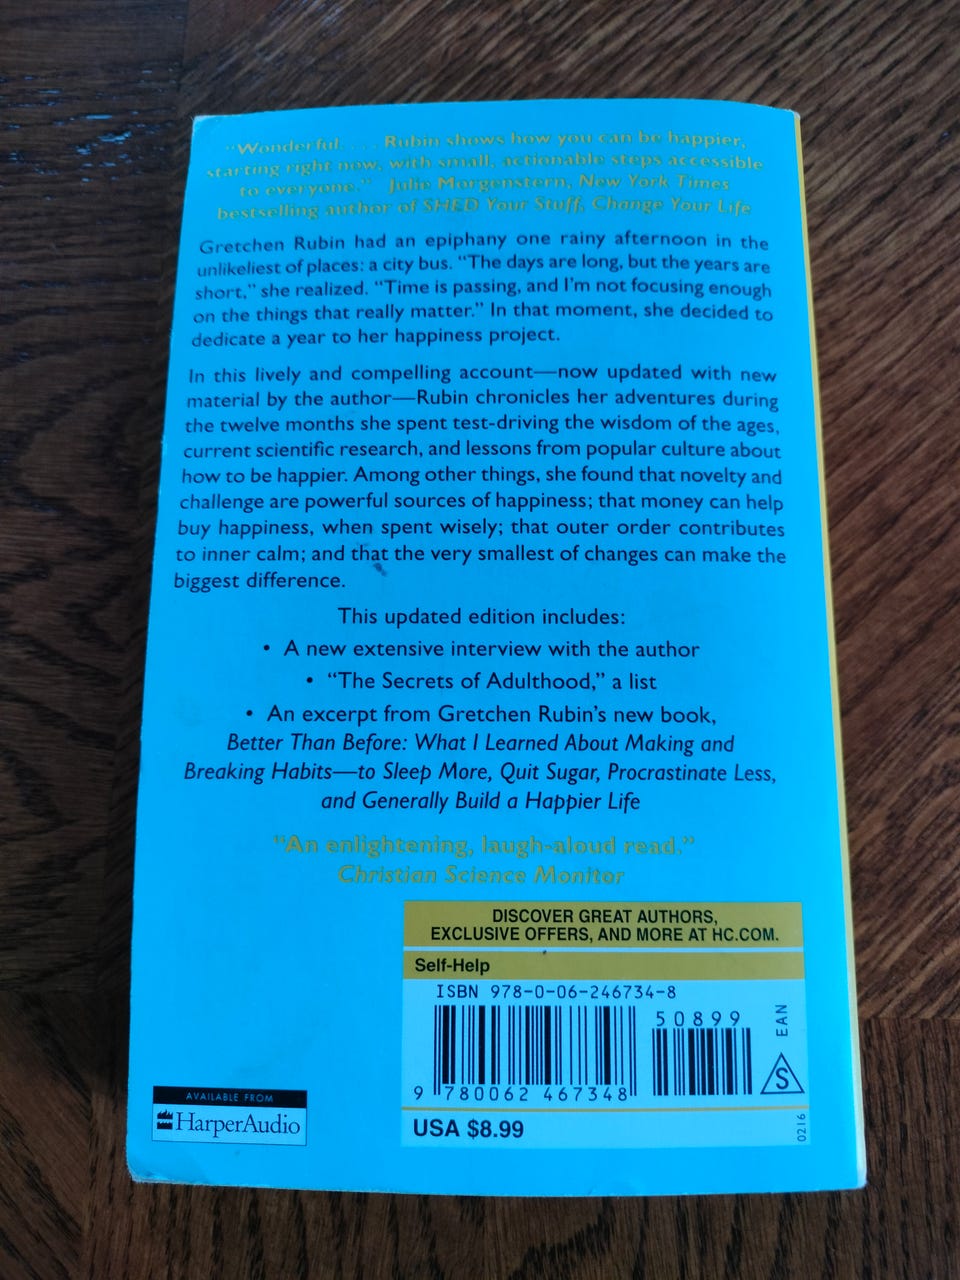 "Wonderful. . . . Rubin shows how you can be happier,
starting right now, with small, actionable steps accessible
to everyone." Julie Morgenstern, New York Times
bestselling author of SHED Your Stuff, Change Your Life
Gretchen Rubin had an epiphany one rainy afternoon in the
unlikeliest of places: a city bus. "The days are long, but the years are
short," she realized. "Time is passing, and I'm not focusing enough
on the things that really matter." In that moment, she decided to
dedicate a year to her happiness project.
In this lively and compelling account—now updated with new
material by the author—Rubin chronicles her adventures during
the twelve months she spent test-driving the wisdom of the ages,
current scientific research, and lessons from popular culture about
how to be happier. Among other things, she found that novelty and
challenge are powerful sources of happiness; that money can help
buy happiness, when spent wisely; that outer order contributes
to inner calm; and that the very smallest of changes can make the
biggest difference.
This updated edition includes:
• A new extensive interview with the author
• "The Secrets of Adulthood," a list
• An excerpt from Gretchen Rubin's new book,
Better Than Before: What I Learned About Making and
Breaking Habits—to Sleep More, Quit Sugar, Procrastinate Less,
and Generally Build a Happier Life
"An enlightening, laugh-aloud read."
Christian Science Monitor
DISCOVER GREAT AUTHORS,
EXCLUSIVE OFFERS, AND MORE AT HC.COM.
Self-Help
ISBN 978-0-06-246734-8
50899
EAN
S
9 780062 467348
USA $8.99
0216
AVAILABLE FROM
HarperAudio